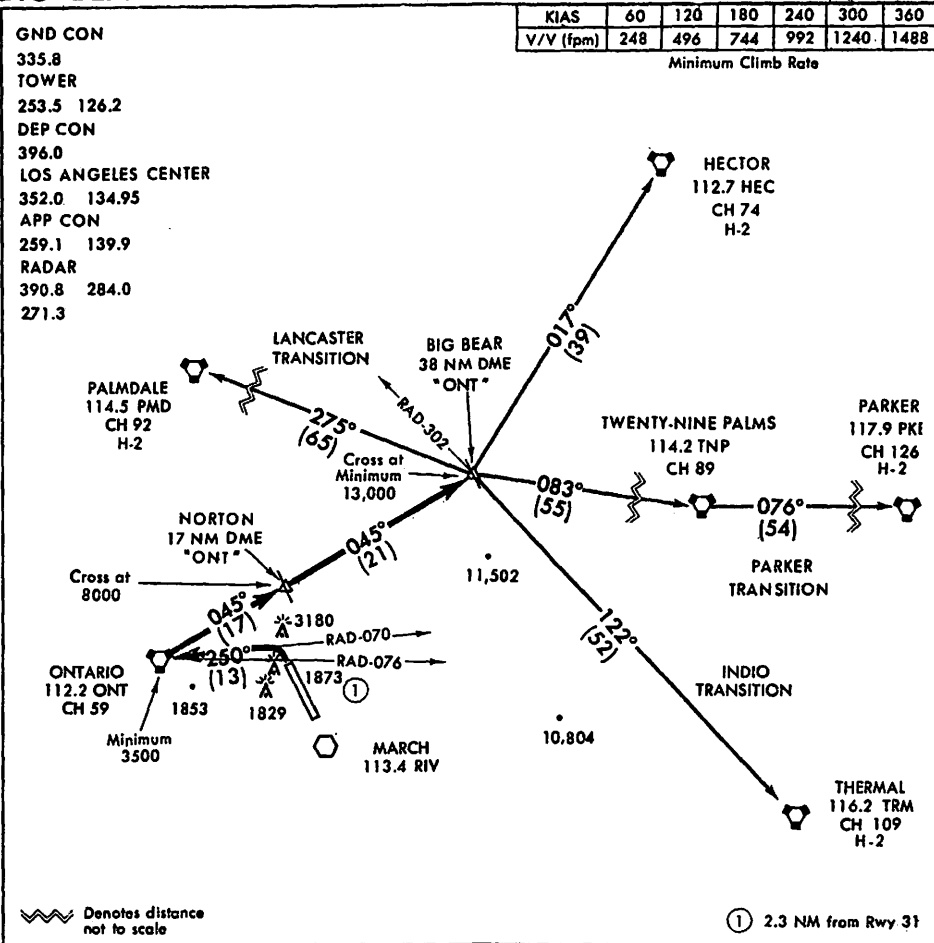 KIAS 60 120 180 240 300 360
V/V (fpm) 248 496 744 992 1240 1488
Minimum Climb Rate
GND CON
335.8
TOWER
253.5 126.2
DEP CON
396.0
LOS ANGELES CENTER
352.0 134.95
APP CON
259.1 139.9
RADAR
390.8 284.0
271.3
HECTOR
112.7 HEC
CH 74
H-2
017°
(39)
LANCASTER
TRANSITION
BIG BEAR
38 NM DME
"ONT"
RAD-302
PALMDALE
114.5 PMD
CH 92
H-2
275°
(65)
TWENTY-NINE PALMS
114.2 TNP
CH 89
PARKER
117.9 PKE
CH 126
H-2
Cross at
Minimum
13,000
083°
(55)
076°
(54)
PARKER
TRANSITION
NORTON
17 NM DME
"ONT"
045°
(21)
11,502
Cross at
8000
045°
(17)
3180
RAD-070
122°
(52)
250°
(13)
RAD-076
ONTARIO
112.2 ONT
CH 59
1853
1829
1873
1
INDIO
TRANSITION
Minimum
3500
10,804
MARCH
113.4 RIV
THERMAL
116.2 TRM
CH 109
H-2
Denotes distance
not to scale
1 2.3 NM from Rwy 31